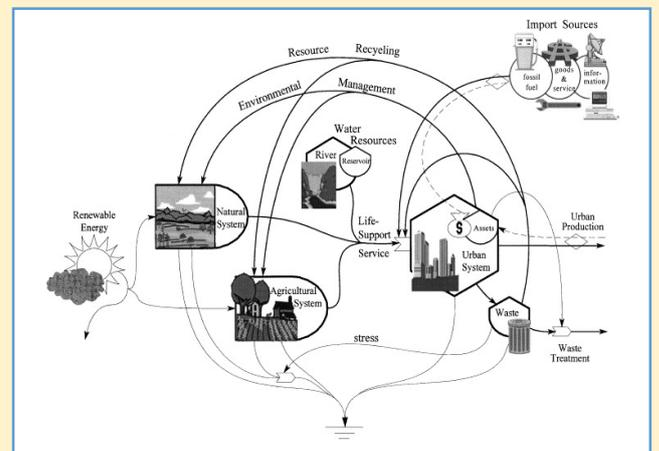 Import Sources
fossil
fuel
goods
&
service
infor-
mation
Resource Recyeling
Environmental Management
Water
Resources
River
Reservoir
Renewable
Energy
Natural
System
Life-
Support
Service
$ Assets
Urban
System
Urban
Production
Agricultural
System
Waste
Waste
Treatment
stress